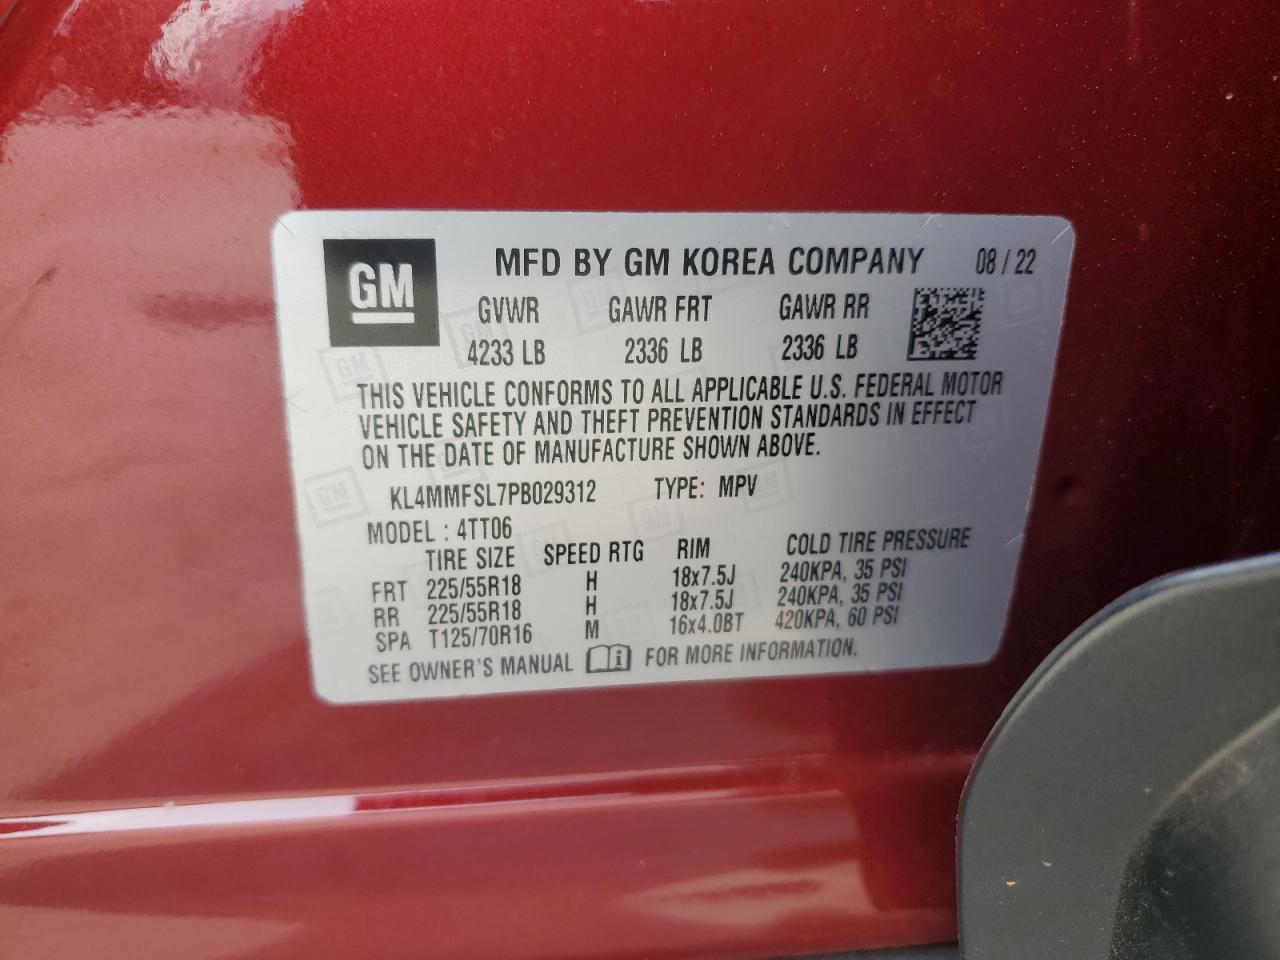 GM
MFD BY GM KOREA COMPANY 08 / 22
GVWR GAWR FRT GAWR RR
4233 LB 2336 LB 2336 LB
THIS VEHICLE CONFORMS TO ALL APPLICABLE U.S. FEDERAL MOTOR
VEHICLE SAFETY AND THEFT PREVENTION STANDARDS IN EFFECT
ON THE DATE OF MANUFACTURE SHOWN ABOVE.
KL4MMFSL7PB029312 TYPE: MPV
MODEL : 4TT06
TIRE SIZE SPEED RTG RIM COLD TIRE PRESSURE
FRT 225/55R18 H 18x7.5J 240KPA, 35 PSI
RR 225/55R18 H 18x7.5J 240KPA, 35 PSI
SPA T125/70R16 M 16x4.0BT 420KPA, 60 PSI
SEE OWNER'S MANUAL i FOR MORE INFORMATION.